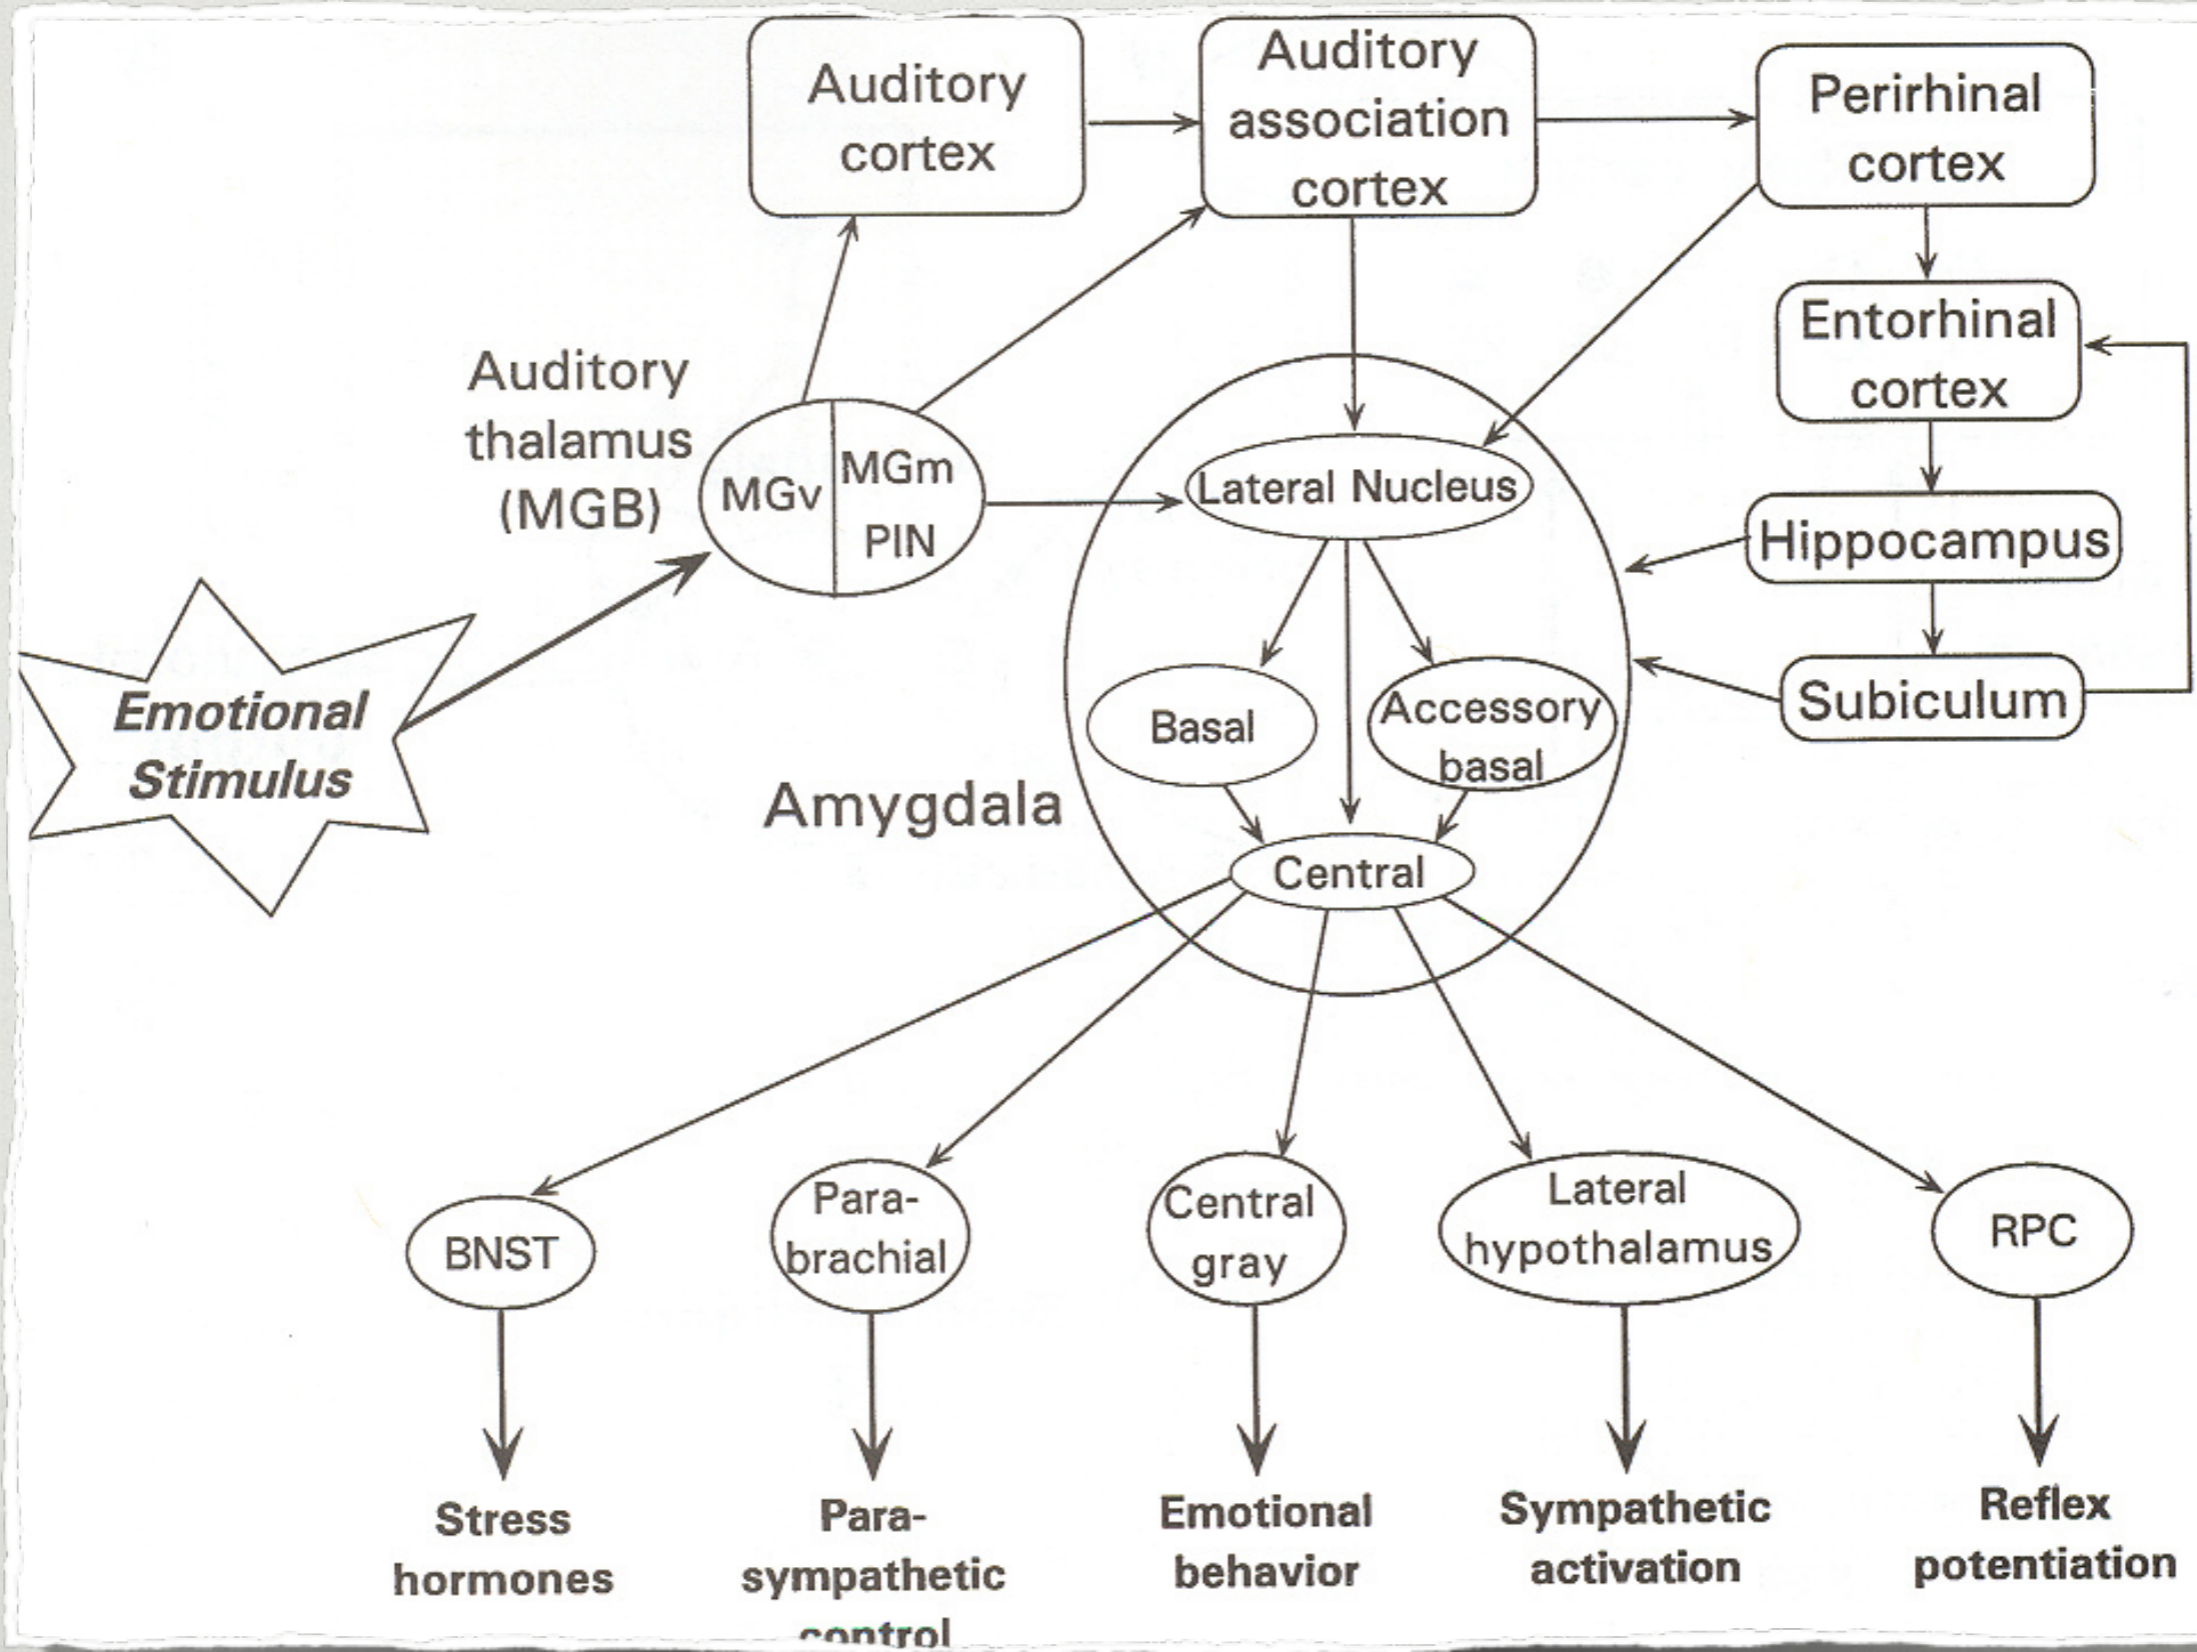 Auditory
cortex
Auditory
association
cortex
Perirhinal
cortex
Entorhinal
cortex
Auditory
thalamus
(MGB)
MGv
MGm
PIN
Lateral Nucleus
Hippocampus
Emotional
Stimulus
Basal
Accessory
basal
Subiculum
Amygdala
Central
BNST
Para-
brachial
Central
gray
Lateral
hypothalamus
RPC
Stress
hormones
Para-
sympathetic
control
Emotional
behavior
Sympathetic
activation
Reflex
potentiation